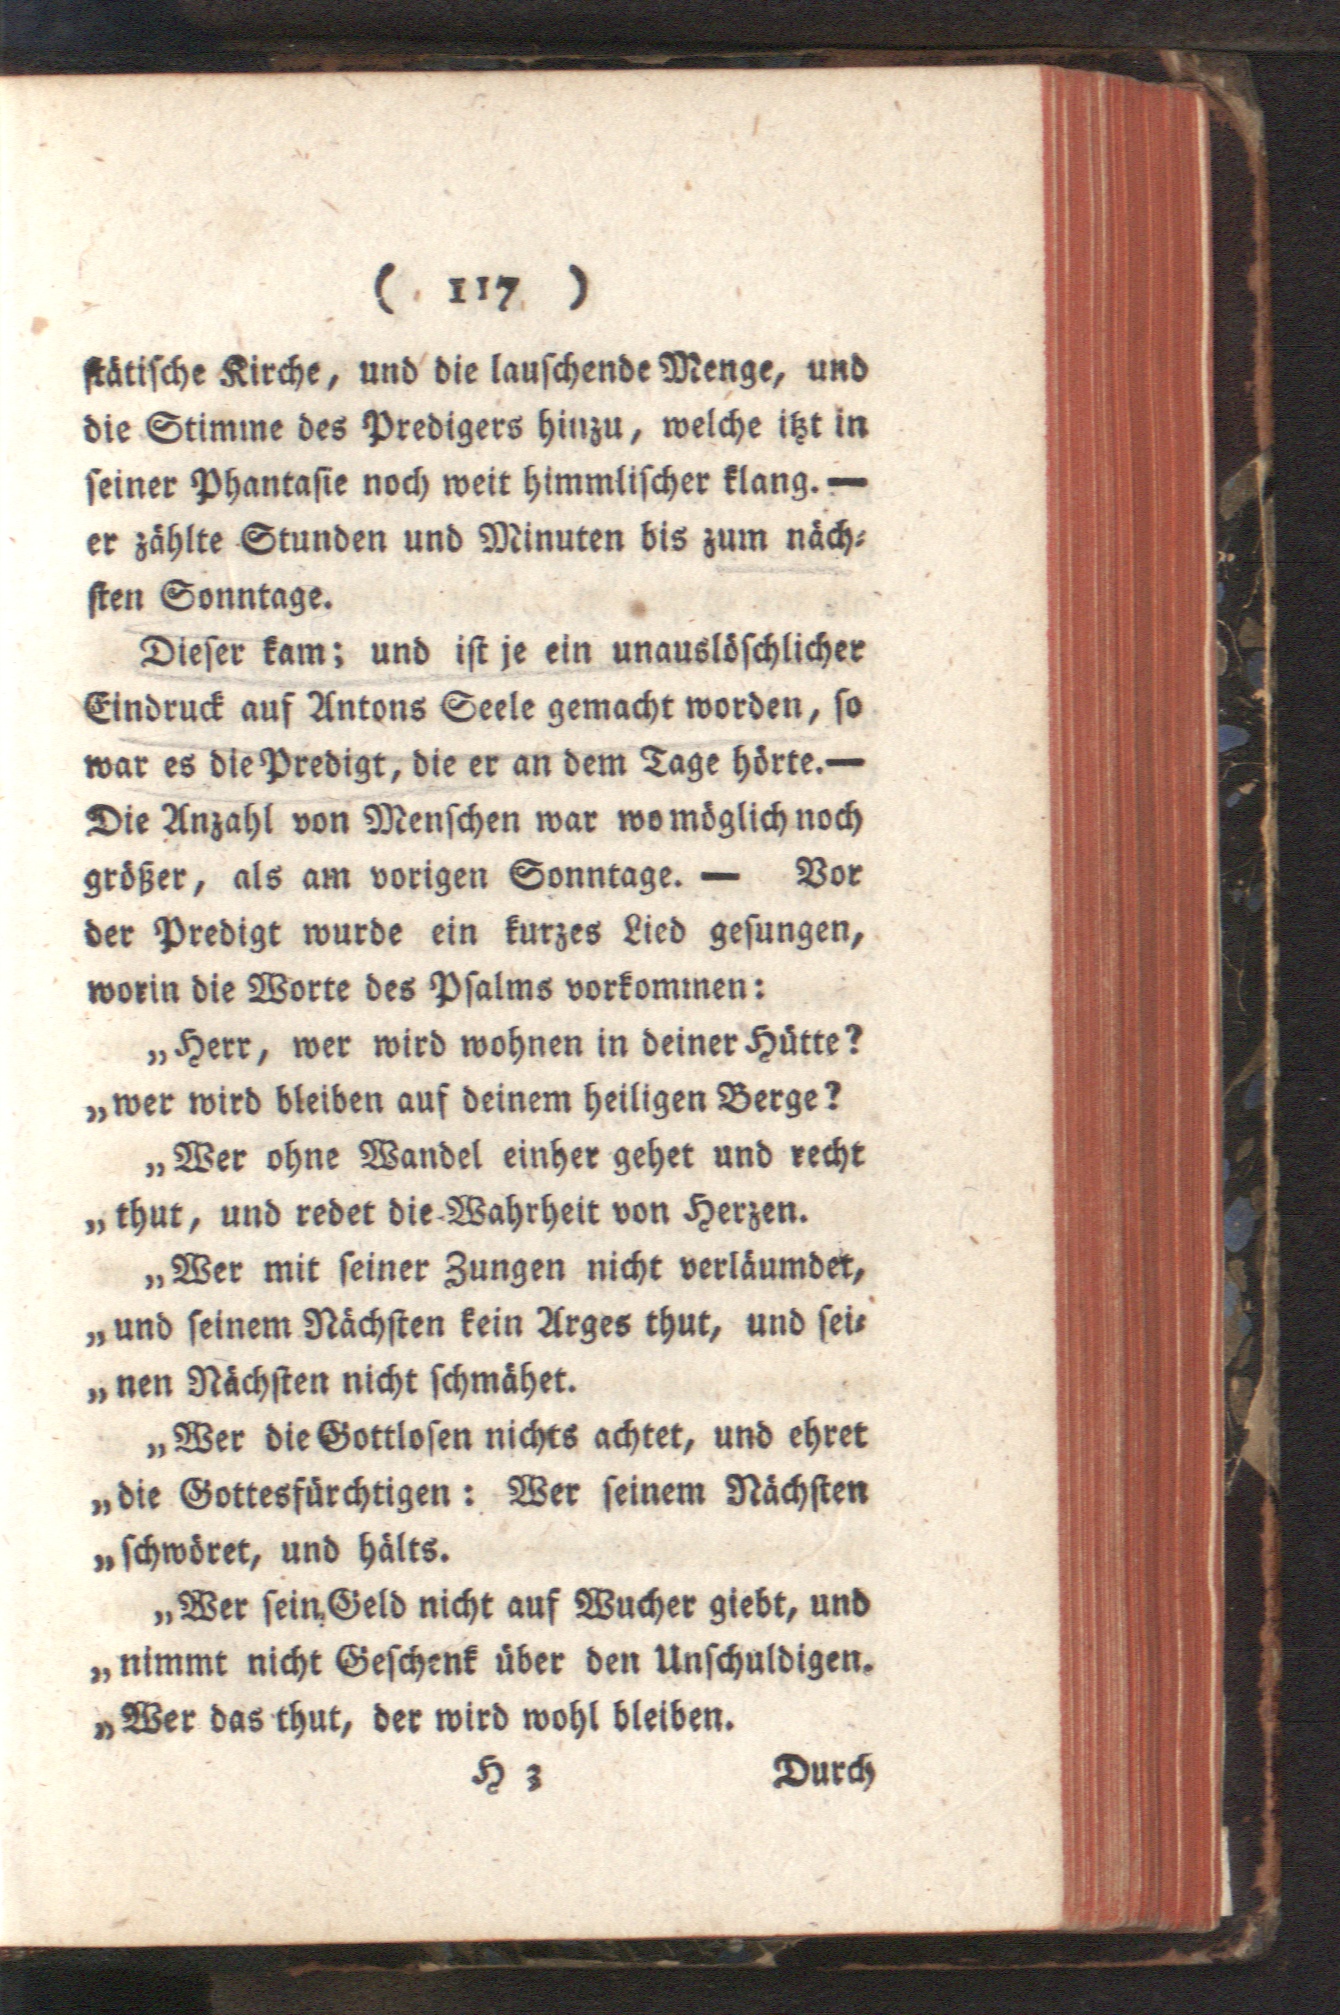 ( 117 )
stätische Kirche, und die lauschende Menge, und
die Stimme des Predigers hinzu, welche itzt in
seiner Phantasie noch weit himmlischer klang. —
er zählte Stunden und Minuten bis zum näch-
sten Sonntage.
Dieser kam; und ist je ein unauslöschlicher
Eindruck auf Antons Seele gemacht worden, so
war es die Predigt, die er an dem Tage hörte. —
Die Anzahl von Menschen war womöglich noch
größer, als am vorigen Sonntage. — Vor
der Predigt wurde ein kurzes Lied gesungen,
worin die Worte des Psalms vorkommen:
„Herr, wer wird wohnen in deiner Hütte?
„wer wird bleiben auf deinem heiligen Berge?
„Wer ohne Wandel einher gehet und recht
„thut, und redet die Wahrheit von Herzen.
„Wer mit seiner Zungen nicht verläumdet,
„und seinem Nächsten kein Arges thut, und sei-
„nen Nächsten nicht schmähet.
„Wer die Gottlosen nichts achtet, und ehret
„die Gottesfürchtigen: Wer seinem Nächsten
„schwöret, und hälts.
„Wer sein Geld nicht auf Wucher giebt, und
„nimmt nicht Geschenk über den Unschuldigen.
„Wer das thut, der wird wohl bleiben.
H 3 Durch